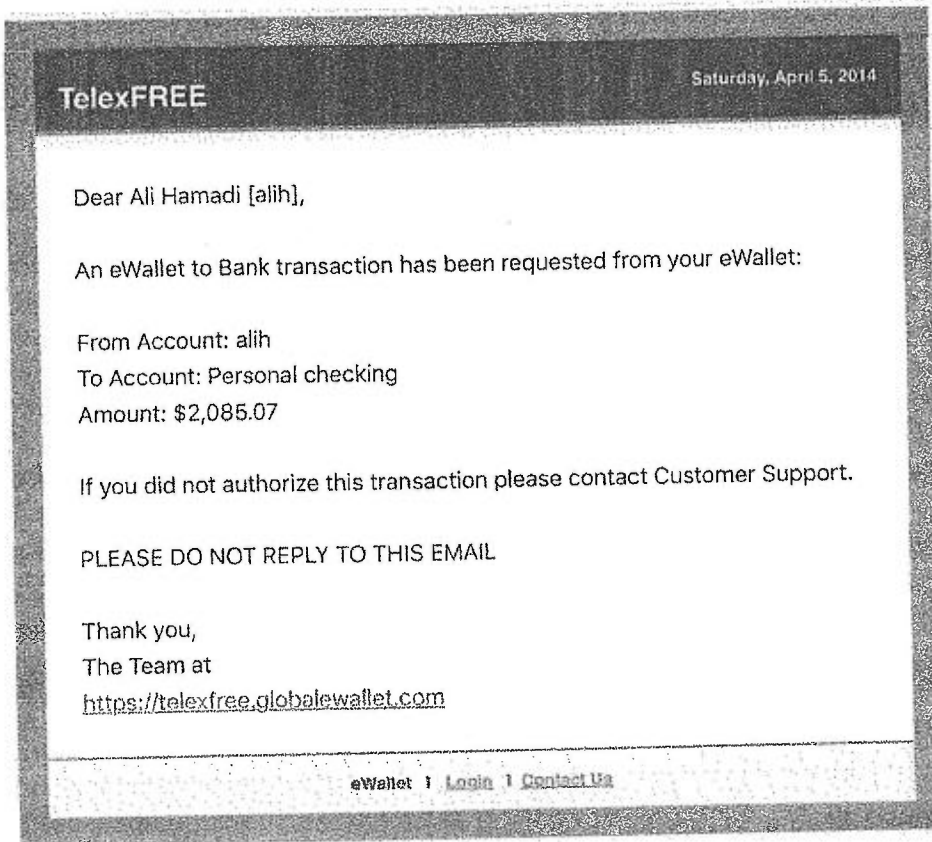 TelexFREE
Saturday, April 5, 2014
Dear Ali Hamadi [alih],
An eWallet to Bank transaction has been requested from your eWallet:
From Account: alih
To Account: Personal checking
Amount: $2,085.07
If you did not authorize this transaction please contact Customer Support.
PLEASE DO NOT REPLY TO THIS EMAIL
Thank you,
The Team at
https://telexfree.globalewallet.com
eWallet | Login | Contact Us